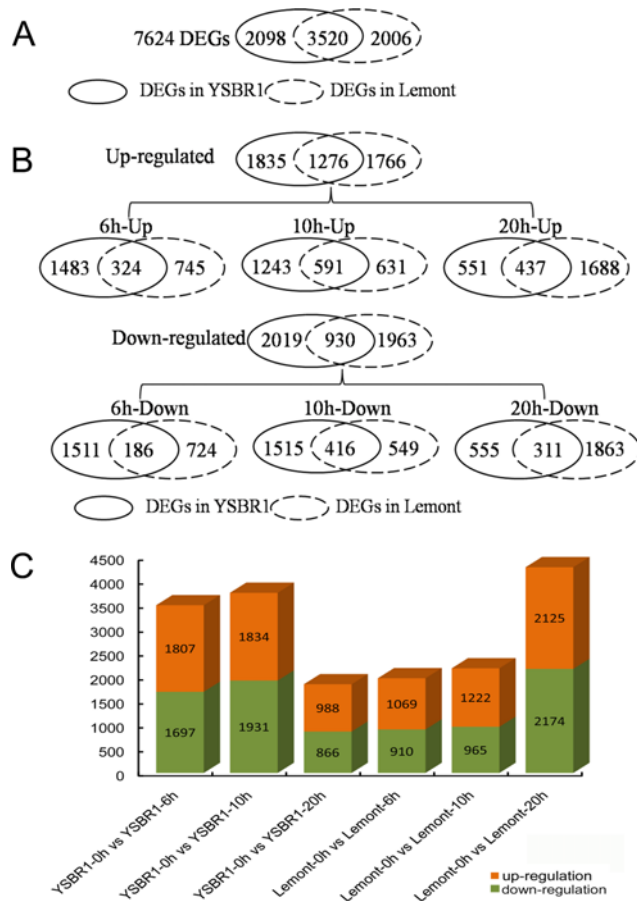 A
7624 DEGs 2098 3520 2006
DEGs in YSBR1 DEGs in Lemont
B
Up-regulated 1835 1276 1766
6h-Up 10h-Up 20h-Up
1483 324 745 1243 591 631 551 437 1688
Down-regulated 2019 930 1963
6h-Down 10h-Down 20h-Down
1511 186 724 1515 416 549 555 311 1863
DEGs in YSBR1 DEGs in Lemont
C
4500
4000
3500
3000
2500
2000
1500
1000
500
0
1807 1834 988 1069 1222 2125
1697 1931 866 910 965 2174
YSBR1-0h vs YSBR1-6h
YSBR1-0h vs YSBR1-10h
YSBR1-0h vs YSBR1-20h
Lemont-0h vs Lemont-6h
Lemont-0h vs Lemont-10h
Lemont-0h vs Lemont-20h
up-regulation
down-regulation